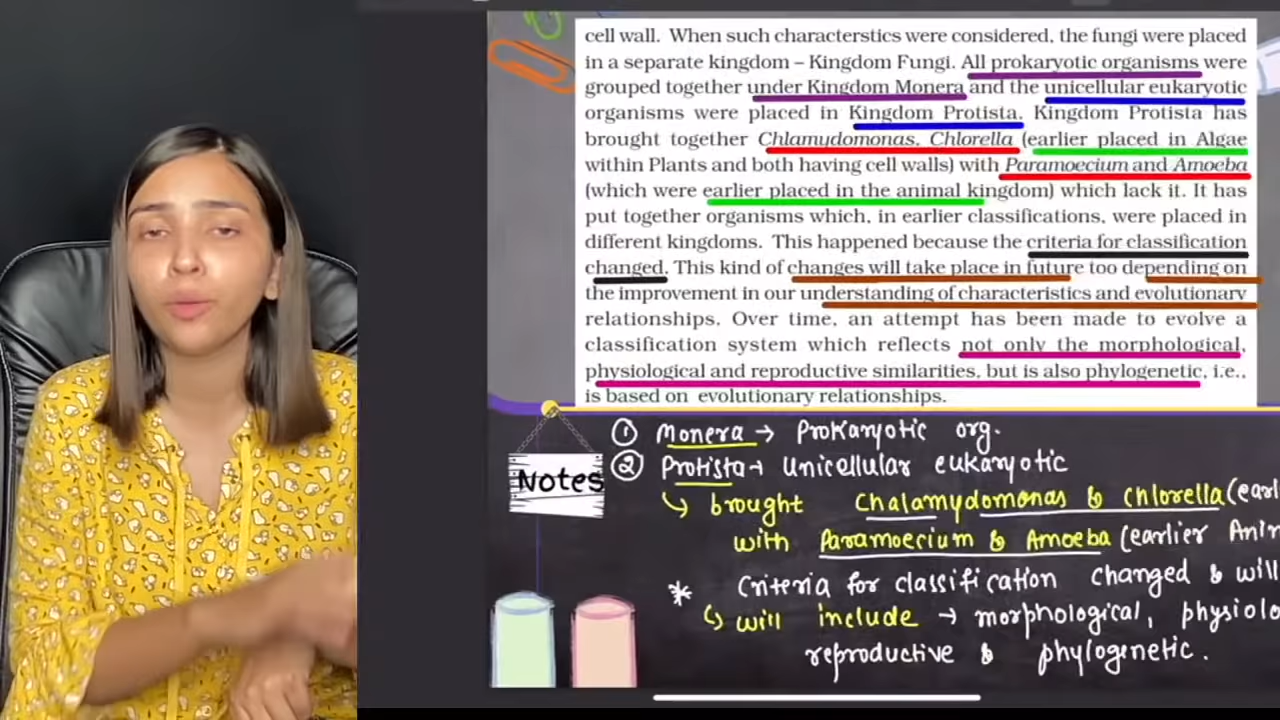 cell wall. When such characterstics were considered, the fungi were placed
in a separate kingdom – Kingdom Fungi. All prokaryotic organisms were
grouped together under Kingdom Monera and the unicellular eukaryotic
organisms were placed in Kingdom Protista. Kingdom Protista has
brought together Chlamydomonas, Chlorella (earlier placed in Algae
within Plants and both having cell walls) with Paramoecium and Amoeba
(which were earlier placed in the animal kingdom) which lack it. It has
put together organisms which, in earlier classifications, were placed in
different kingdoms. This happened because the criteria for classification
changed. This kind of changes will take place in future too depending on
the improvement in our understanding of characteristics and evolutionary
relationships. Over time, an attempt has been made to evolve a
classification system which reflects not only the morphological,
physiological and reproductive similarities, but is also phylogenetic, i.e.,
is based on evolutionary relationships.
Notes
① Monera → Prokaryotic org.
② Protista → Unicellular eukaryotic
↳ brought Chalamydomonas & Chlorella (earl
with Paramoecium & Amoeba (earlier Ani
* Criteria for classification changed & will
↳ will include → morphological, physiolo
reproductive & phylogenetic.